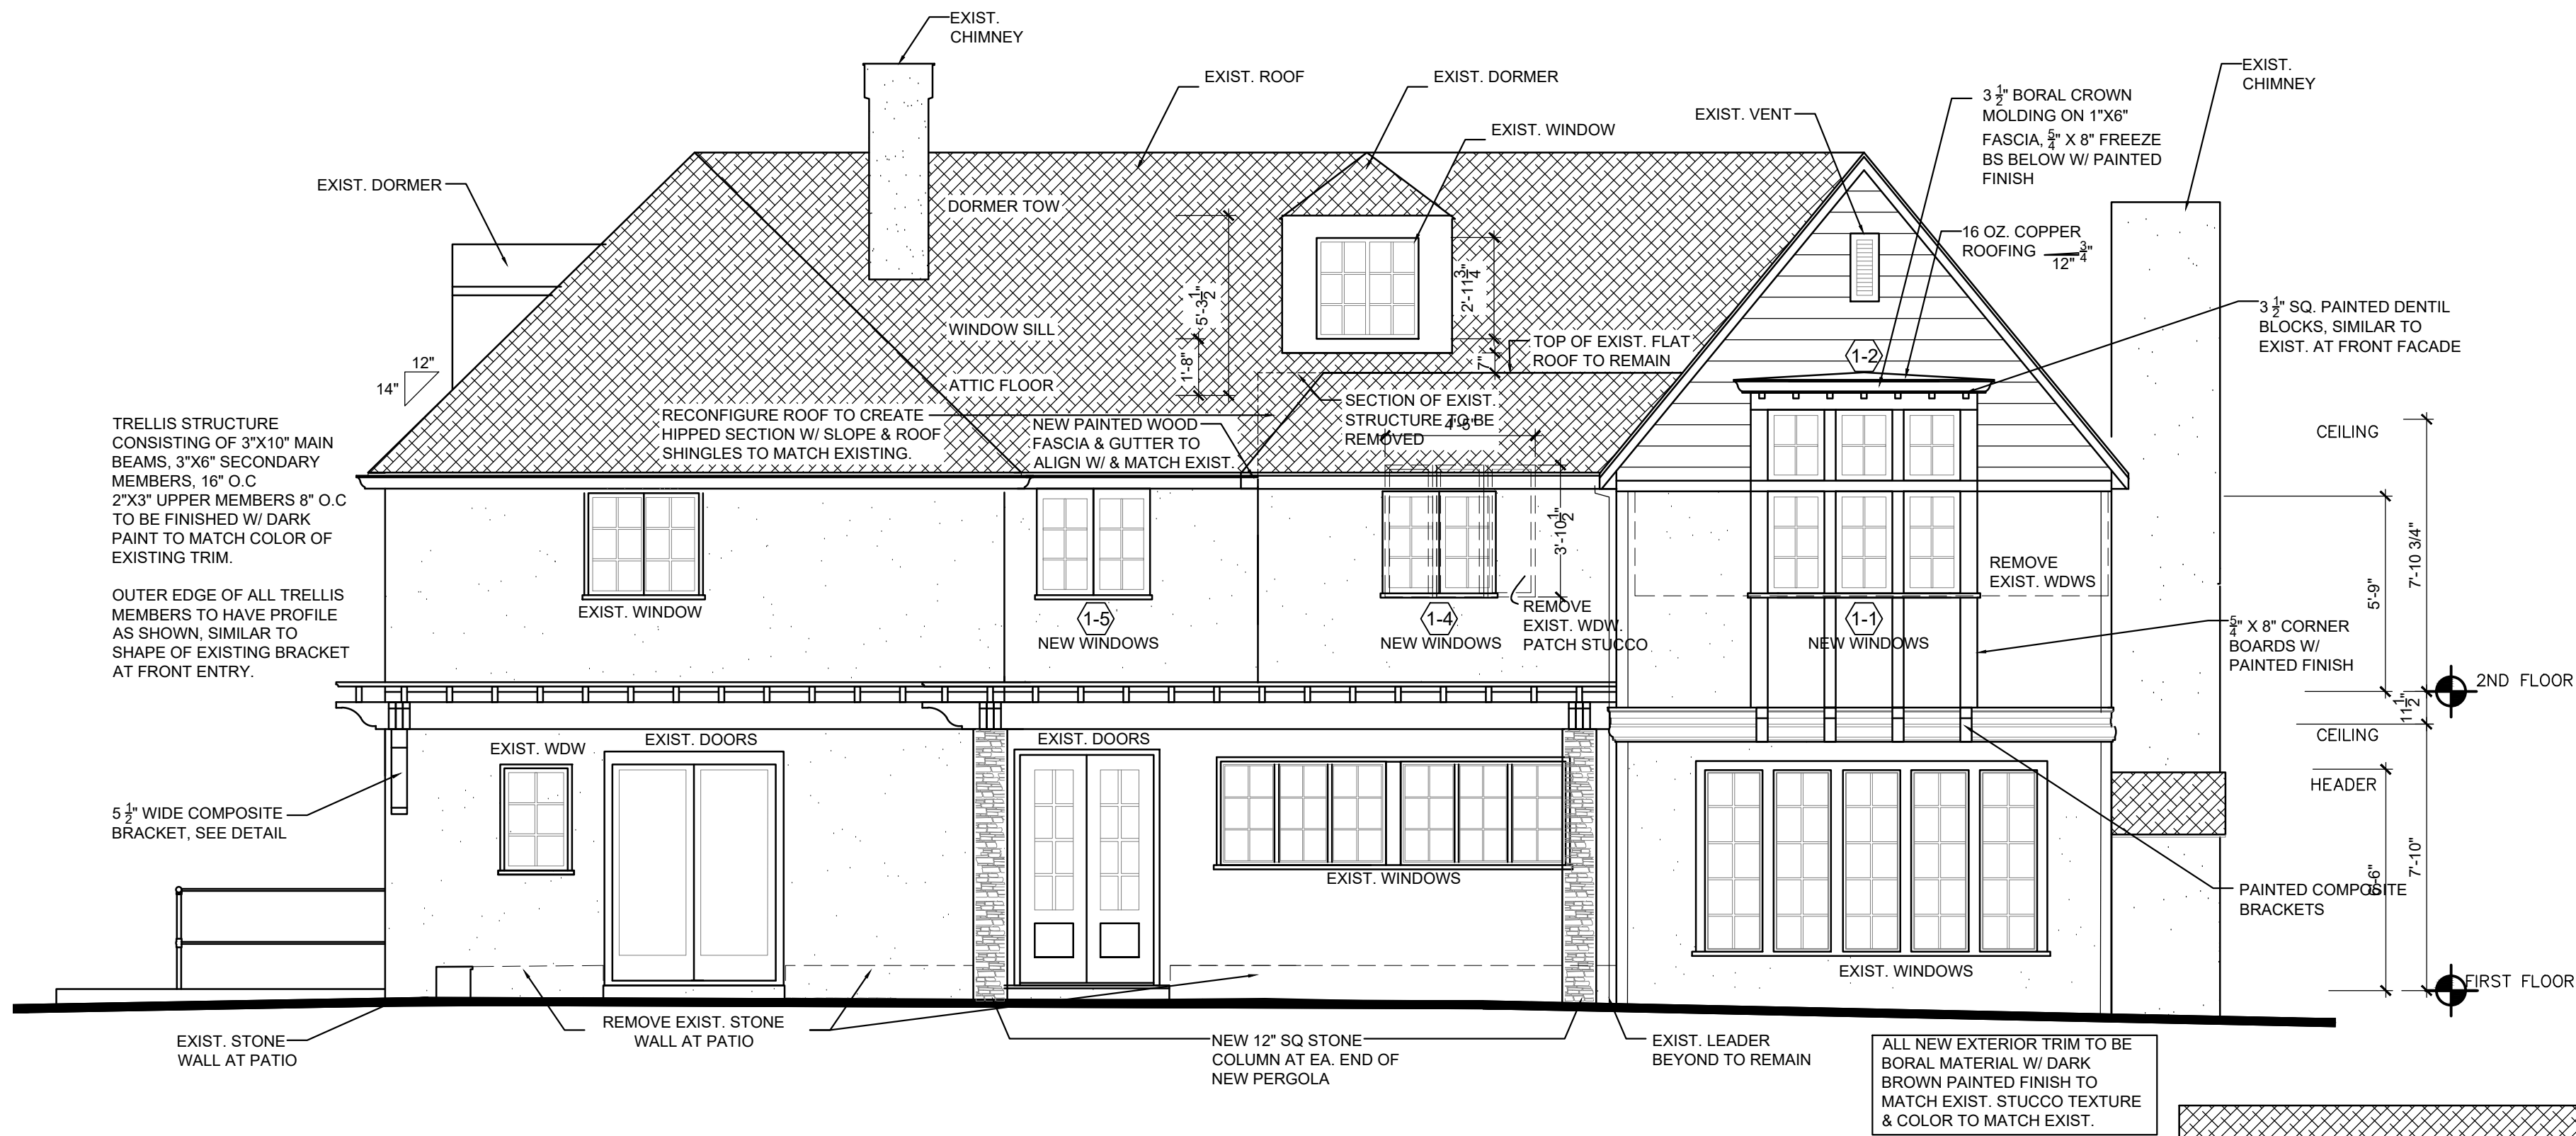 EXIST.
CHIMNEY
EXIST. ROOF
EXIST. DORMER
EXIST. WINDOW
EXIST. VENT
3 1/2" BORAL CROWN
MOLDING ON 1"X6"
FASCIA, 5/4" X 8" FREEZE
BS BELOW W/ PAINTED
FINISH
EXIST.
CHIMNEY
EXIST. DORMER
DORMER TOW
16 OZ. COPPER
ROOFING
3/4"
12"
5'-3 1/2"
2'-11 3/4"
3 1/2" SQ. PAINTED DENTIL
BLOCKS, SIMILAR TO
EXIST. AT FRONT FACADE
WINDOW SILL
TOP OF EXIST. FLAT
ROOF TO REMAIN
1'-8"
7"
1-2
12"
14"
ATTIC FLOOR
RECONFIGURE ROOF TO CREATE
HIPPED SECTION W/ SLOPE & ROOF
SHINGLES TO MATCH EXISTING.
NEW PAINTED WOOD
FASCIA & GUTTER TO
ALIGN W/ & MATCH EXIST.
SECTION OF EXIST.
STRUCTURE TO BE
REMOVED
4'-5"
CEILING
TRELLIS STRUCTURE
CONSISTING OF 3"X10" MAIN
BEAMS, 3"X6" SECONDARY
MEMBERS, 16" O.C
2"X3" UPPER MEMBERS 8" O.C
TO BE FINISHED W/ DARK
PAINT TO MATCH COLOR OF
EXISTING TRIM.
OUTER EDGE OF ALL TRELLIS
MEMBERS TO HAVE PROFILE
AS SHOWN, SIMILAR TO
SHAPE OF EXISTING BRACKET
AT FRONT ENTRY.
EXIST. WINDOW
1-5
NEW WINDOWS
1-4
NEW WINDOWS
3'-10 1/2"
REMOVE
EXIST. WDW.
PATCH STUCCO
1-1
NEW WINDOWS
REMOVE
EXIST. WDWS
5'-9"
7'-10 3/4"
5/4" X 8" CORNER
BOARDS W/
PAINTED FINISH
2ND FLOOR
11 1/2"
CEILING
HEADER
EXIST. WDW
EXIST. DOORS
EXIST. DOORS
5 1/2" WIDE COMPOSITE
BRACKET, SEE DETAIL
EXIST. WINDOWS
6'-6"
7'-10"
PAINTED COMPOSITE
BRACKETS
EXIST. WINDOWS
FIRST FLOOR
EXIST. STONE
WALL AT PATIO
REMOVE EXIST. STONE
WALL AT PATIO
NEW 12" SQ STONE
COLUMN AT EA. END OF
NEW PERGOLA
EXIST. LEADER
BEYOND TO REMAIN
ALL NEW EXTERIOR TRIM TO BE
BORAL MATERIAL W/ DARK
BROWN PAINTED FINISH TO
MATCH EXIST. STUCCO TEXTURE
& COLOR TO MATCH EXIST.